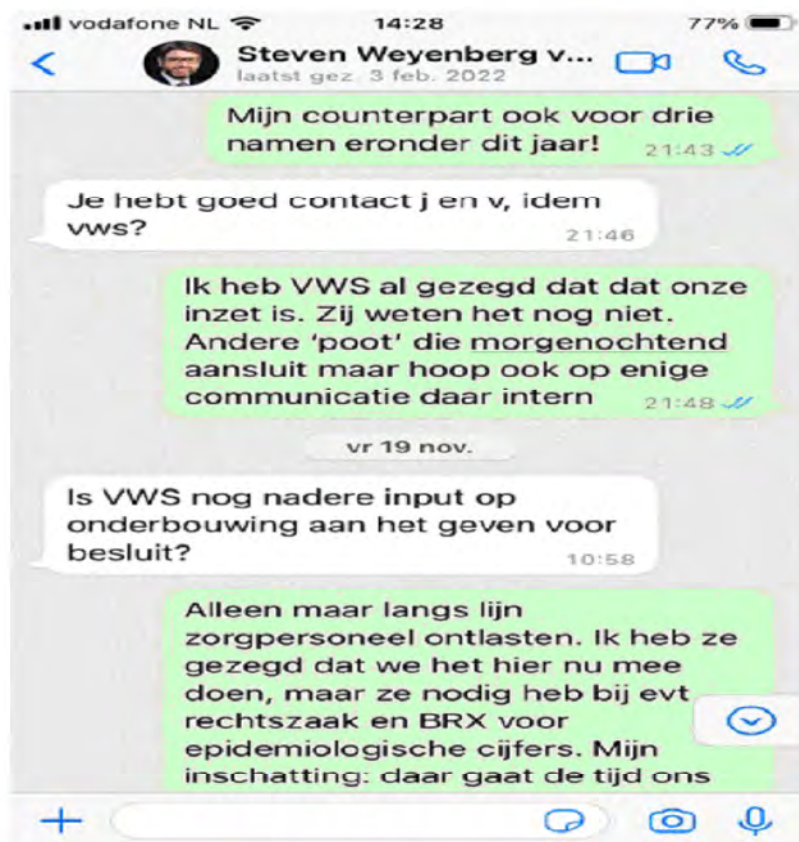 vodafone NL 14:28 77%
Steven Weyenberg v...
laatst gez. 3 feb. 2022
Mijn counterpart ook voor drie
namen eronder dit jaar!
21:43
Je hebt goed contact j en v, idem
vws?
21:46
Ik heb VWS al gezegd dat dat onze
inzet is. Zij weten het nog niet.
Andere ‘poot’ die morgenochtend
aansluit maar hoop ook op enige
communicatie daar intern
21:48
vr 19 nov.
Is VWS nog nadere input op
onderbouwing aan het geven voor
besluit?
10:58
Alleen maar langs lijn
zorgpersoneel ontlasten. Ik heb ze
gezegd dat we het hier nu mee
doen, maar ze nodig heb bij evt
rechtszaak en BRX voor
epidemiologische cijfers. Mijn
inschatting: daar gaat de tijd ons